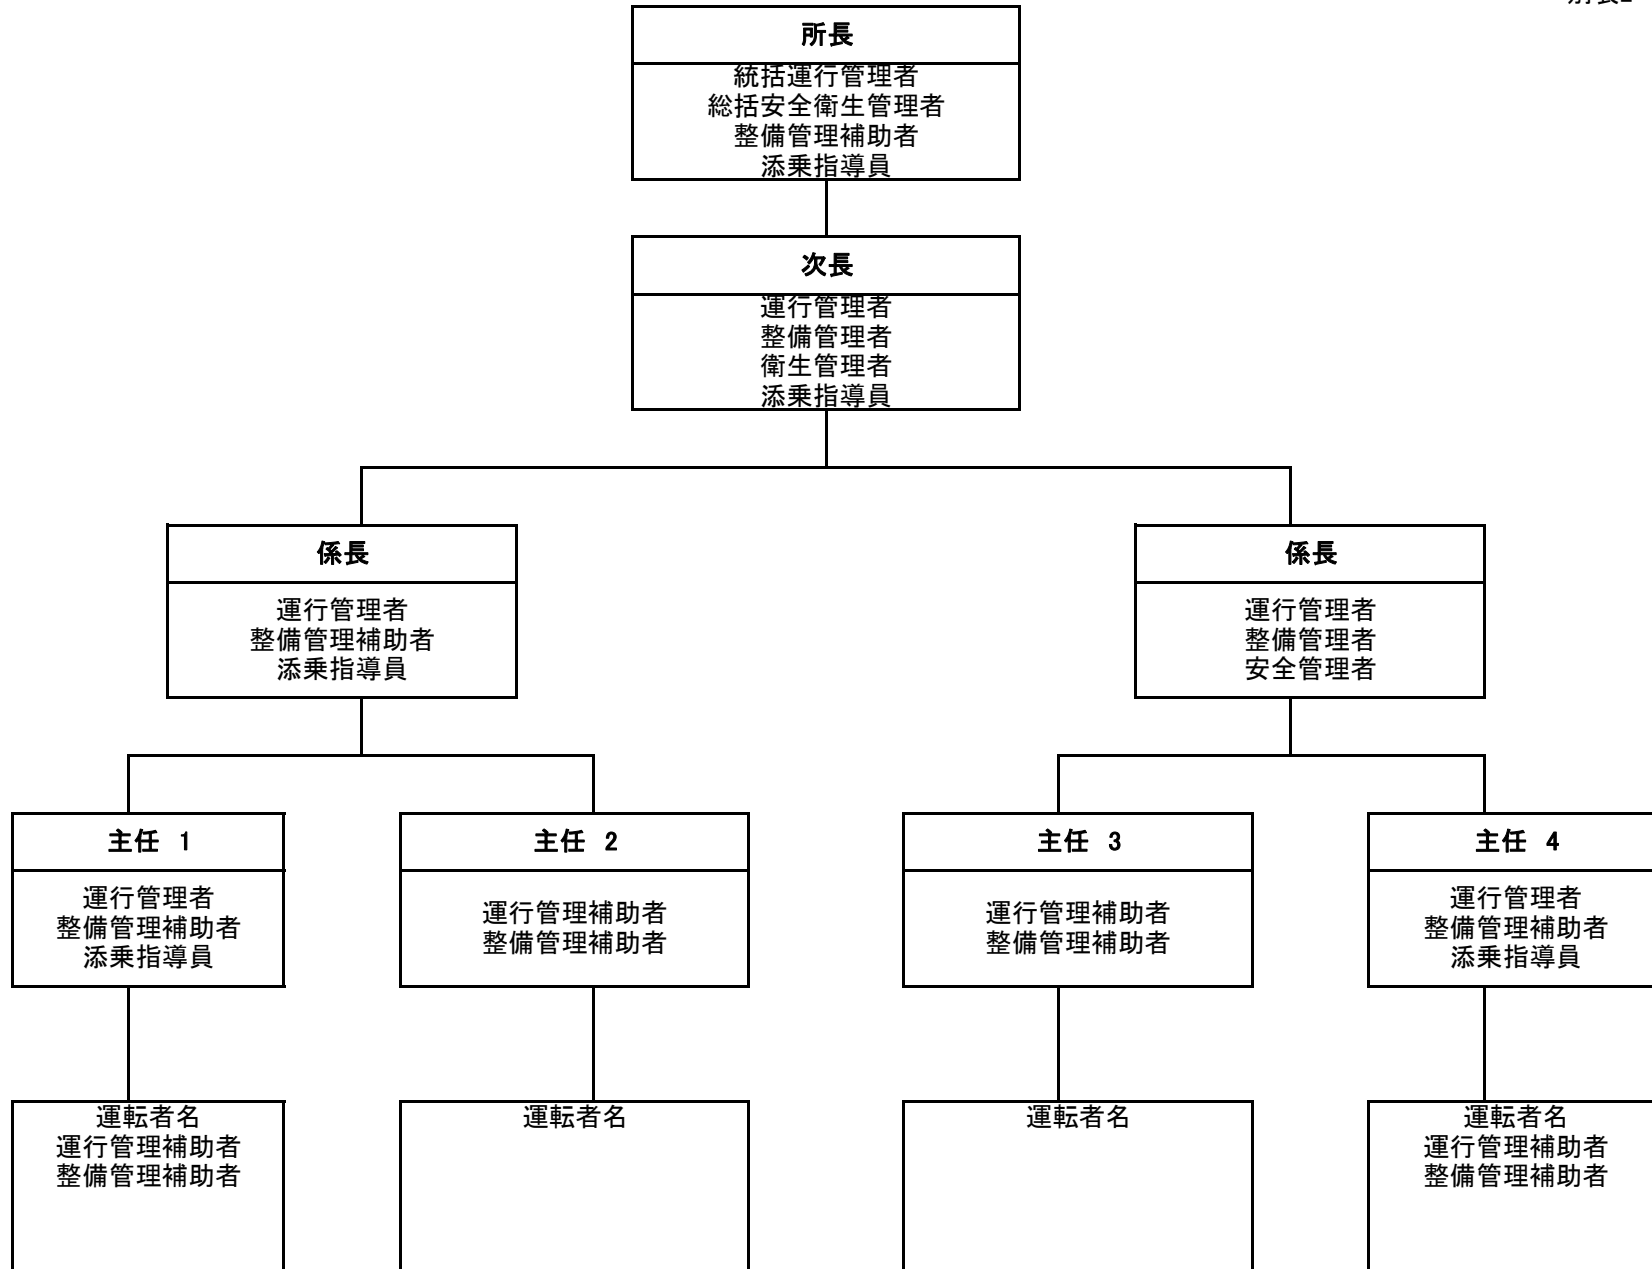 所長
統括運行管理者
総括安全衛生管理者
整備管理補助者
添乗指導員
次長
運行管理者
整備管理者
衛生管理者
添乗指導員
係長
運行管理者
整備管理補助者
添乗指導員
係長
運行管理者
整備管理者
安全管理者
主任 1
運行管理者
整備管理補助者
添乗指導員
主任 2
運行管理補助者
整備管理補助者
主任 3
運行管理補助者
整備管理補助者
主任 4
運行管理者
整備管理補助者
添乗指導員
運転者名
運行管理補助者
整備管理補助者
運転者名
運転者名
運転者名
運行管理補助者
整備管理補助者